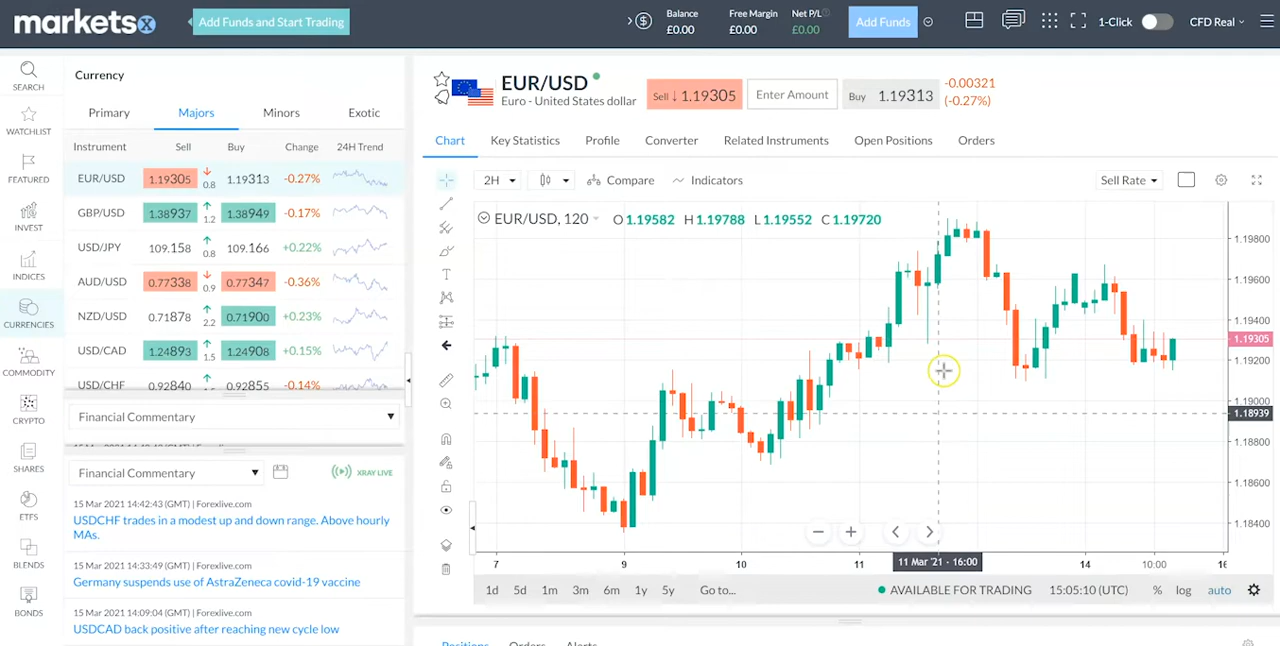 marketsx
Add Funds and Start Trading
Balance
£0.00
Free Margin
£0.00
Net P/L
£0.00
Add Funds
1-Click
CFD Real
SEARCH
WATCHLIST
FEATURED
INVEST
INDICES
CURRENCIES
COMMODITY
CRYPTO
SHARES
ETFS
BLENDS
BONDS
Currency
Primary Majors Minors Exotic
Instrument Sell Buy Change 24H Trend
EUR/USD 1.19305 0.8 1.19313 -0.27%
GBP/USD 1.38937 1.2 1.38949 -0.17%
USD/JPY 109.158 0.8 109.166 +0.22%
AUD/USD 0.77338 0.9 0.77347 -0.36%
NZD/USD 0.71878 2.2 0.71900 +0.23%
USD/CAD 1.24893 1.5 1.24908 +0.15%
USD/CHF 0.92840 0.92855 -0.14%
Financial Commentary
Financial Commentary
XRAY LIVE
15 Mar 2021 14:42:43 (GMT) | Forexlive.com
USDCHF trades in a modest up and down range. Above hourly
MAs.
15 Mar 2021 14:33:49 (GMT) | Forexlive.com
Germany suspends use of AstraZeneca covid-19 vaccine
15 Mar 2021 14:09:04 (GMT) | Forexlive.com
USDCAD back positive after reaching new cycle low
EUR/USD
Euro - United States dollar
Sell ↓ 1.19305
Enter Amount
Buy 1.19313
-0.00321
(-0.27%)
Chart Key Statistics Profile Converter Related Instruments Open Positions Orders
2H Compare Indicators Sell Rate
EUR/USD, 120 O 1.19582 H 1.19788 L 1.19552 C 1.19720
1.19800
1.19600
1.19400
1.19305
1.19200
1.19000
1.18939
1.18800
1.18600
1.18400
7 9 10 11 11 Mar '21 - 16:00 14 10:00 16
1d 5d 1m 3m 6m 1y 5y Go to... AVAILABLE FOR TRADING 15:05:10 (UTC) % log auto
Positions Orders Alerts